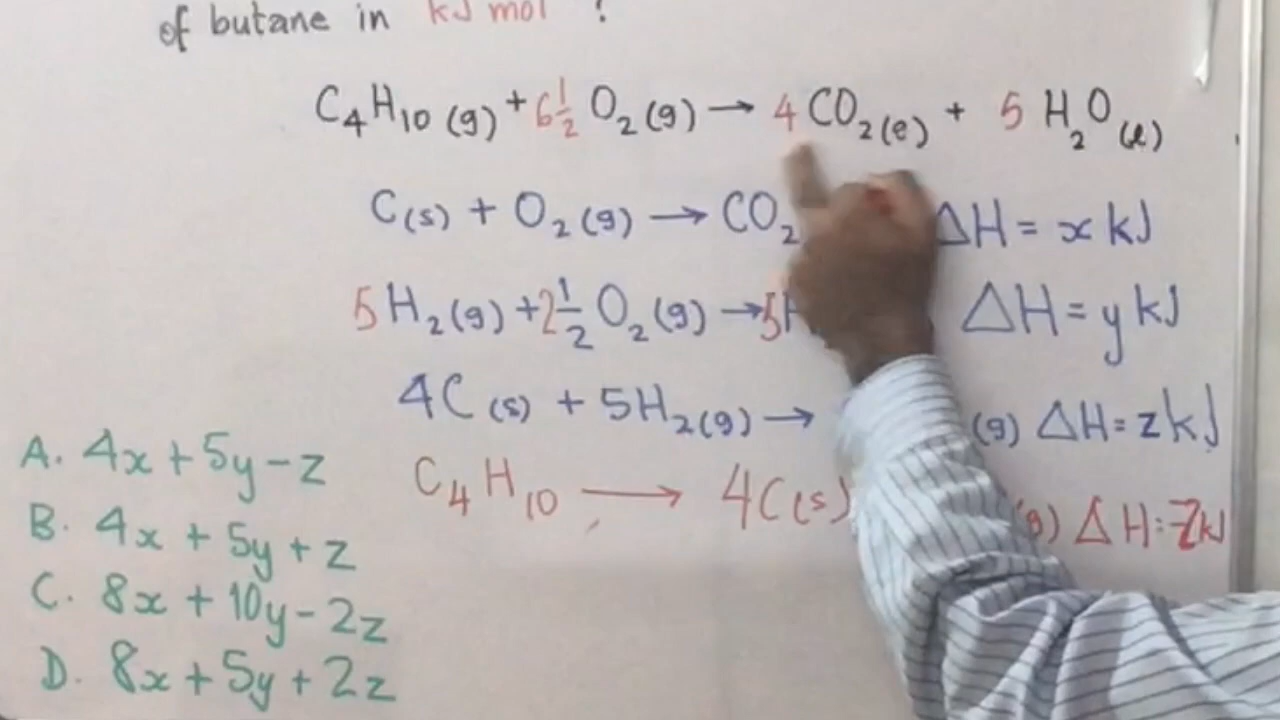 of butane in kJ mol ?
C₄H₁₀ (g) + 6½ O₂ (g) → 4 CO₂(e) + 5 H₂O (l)
C(s) + O₂ (g) → CO₂ ΔH = x kJ
5 H₂ (g) + 2½ O₂ (g) → 5H ΔH = y kJ
4C (s) + 5H₂ (g) → (g) ΔH = z kJ
C₄H₁₀ → 4C(s) (g) ΔH: -Z kJ
A. 4x + 5y - z
B. 4x + 5y + z
C. 8x + 10y - 2z
D. 8x + 5y + 2z